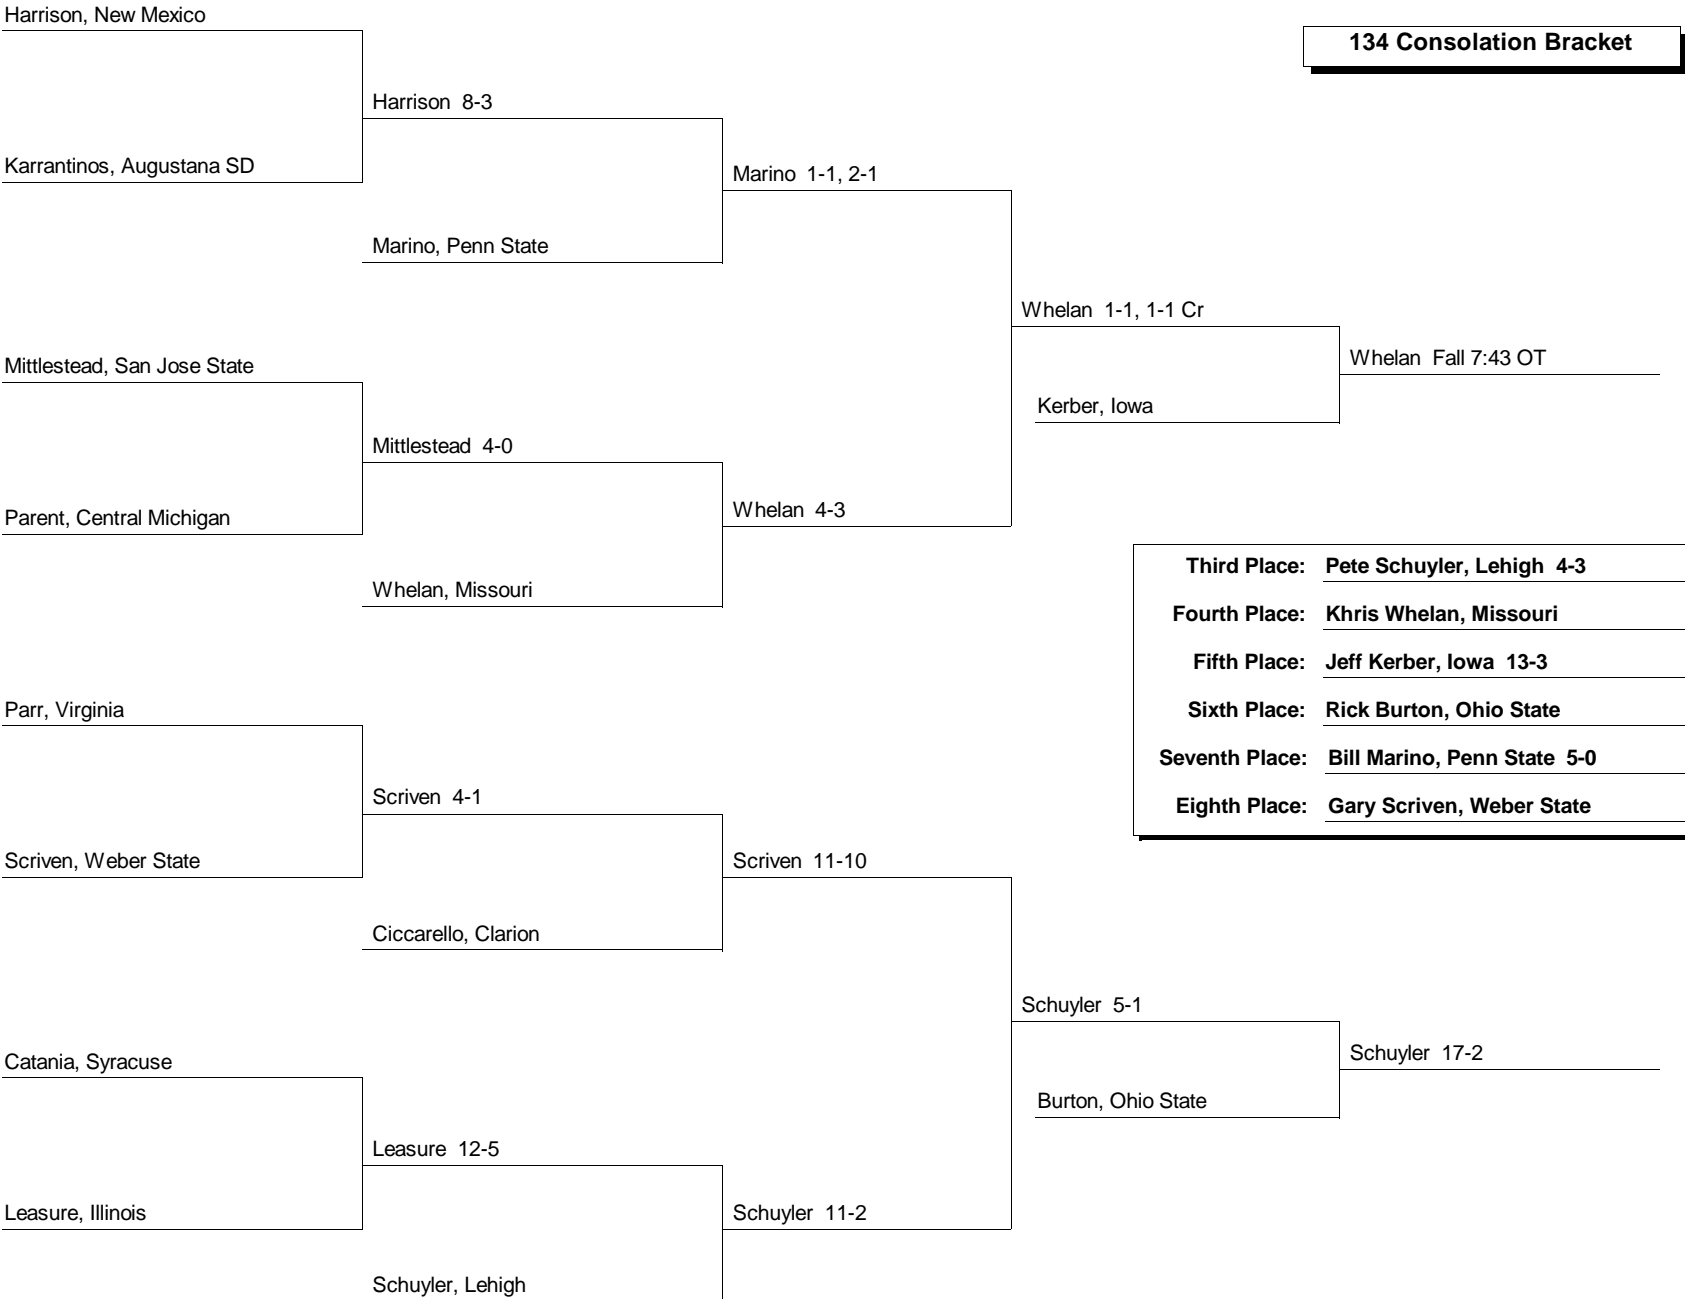 Harrison, New Mexico
134 Consolation Bracket
Harrison 8-3
Karrantinos, Augustana SD
Marino 1-1, 2-1
Marino, Penn State
Whelan 1-1, 1-1 Cr
Mittlestead, San Jose State
Whelan Fall 7:43 OT
Kerber, Iowa
Mittlestead 4-0
Parent, Central Michigan
Whelan 4-3
Whelan, Missouri
Third Place: Pete Schuyler, Lehigh 4-3
Fourth Place: Khris Whelan, Missouri
Fifth Place: Jeff Kerber, Iowa 13-3
Sixth Place: Rick Burton, Ohio State
Seventh Place: Bill Marino, Penn State 5-0
Eighth Place: Gary Scriven, Weber State
Parr, Virginia
Scriven 4-1
Scriven, Weber State
Scriven 11-10
Ciccarello, Clarion
Schuyler 5-1
Catania, Syracuse
Schuyler 17-2
Burton, Ohio State
Leasure 12-5
Leasure, Illinois
Schuyler 11-2
Schuyler, Lehigh